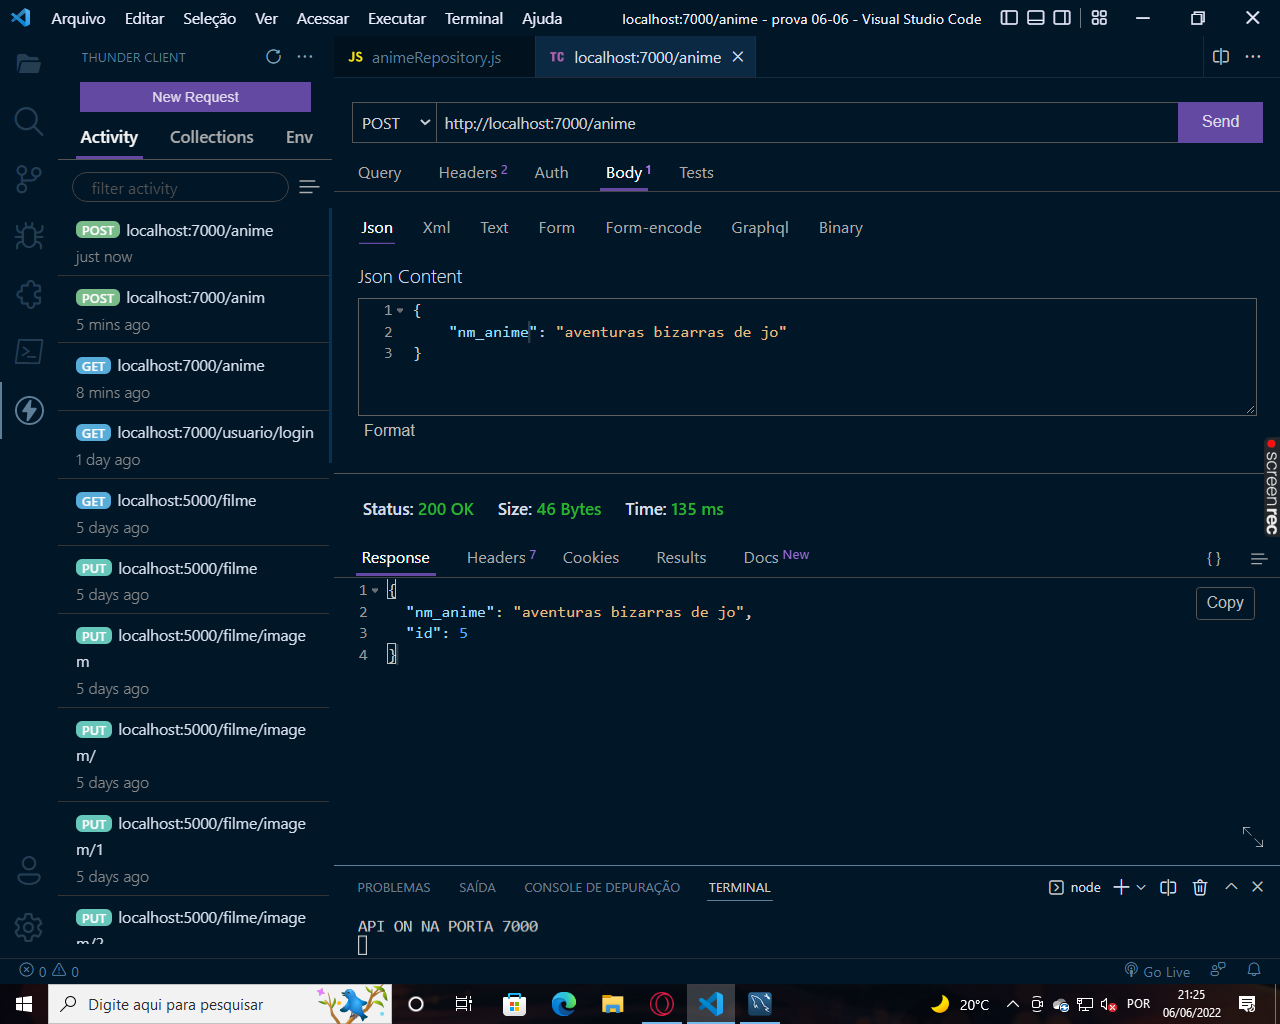 Arquivo Editar Seleção Ver Acessar Executar Terminal Ajuda localhost:7000/anime - prova 06-06 - Visual Studio Code
THUNDER CLIENT
New Request
Activity Collections Env
filter activity
POST localhost:7000/anime
just now
POST localhost:7000/anim
5 mins ago
GET localhost:7000/anime
8 mins ago
GET localhost:7000/usuario/login
1 day ago
GET localhost:5000/filme
5 days ago
PUT localhost:5000/filme
5 days ago
PUT localhost:5000/filme/image
m
5 days ago
PUT localhost:5000/filme/image
m/
5 days ago
PUT localhost:5000/filme/image
m/1
5 days ago
PUT localhost:5000/filme/image
m/2
JS animeRepository.js TC localhost:7000/anime
POST http://localhost:7000/anime Send
Query Headers 2 Auth Body 1 Tests
Json Xml Text Form Form-encode Graphql Binary
Json Content
1 {
2 "nm_anime": "aventuras bizarras de jo"
3 }
Format
Status: 200 OK Size: 46 Bytes Time: 135 ms
Response Headers 7 Cookies Results Docs New
{ }
1 {
2 "nm_anime": "aventuras bizarras de jo",
3 "id": 5
4 }
Copy
screenrec
PROBLEMAS SAÍDA CONSOLE DE DEPURAÇÃO TERMINAL node
API ON NA PORTA 7000
0 0 Go Live
Digite aqui para pesquisar 20°C POR 21:25
06/06/2022